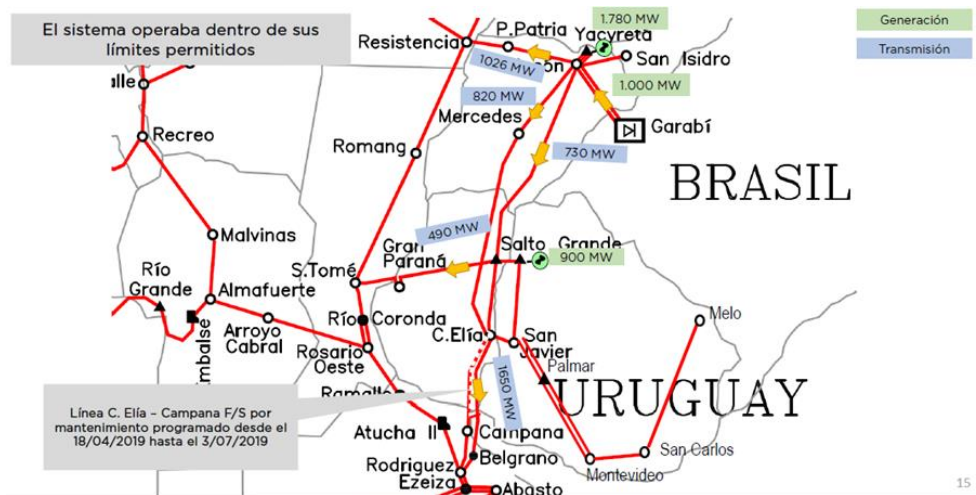 El sistema operaba dentro de sus
límites permitidos
Generación
Transmisión
1.780 MW
P.Patria Yacyreta
Resistencia
San Isidro
1026 MW
1.000 MW
820 MW
Mercedes
Garabí
730 MW
Recreo
Romang
BRASIL
490 MW
Malvinas
Gran
Paraná
Salto Grande
900 MW
S.Tomé
Río
Grande
Almafuerte
Arroyo
Cabral
Río Coronda
Rosario
Oeste
C.Elía
San
Javier
Melo
Palmar
1650 MW
URUGUAY
Línea C. Elía – Campana F/S por
mantenimiento programado desde el
18/04/2019 hasta el 3/07/2019
Atucha II
Campana
San Carlos
Belgrano
Montevideo
Rodriguez
Ezeiza
Abasto
15